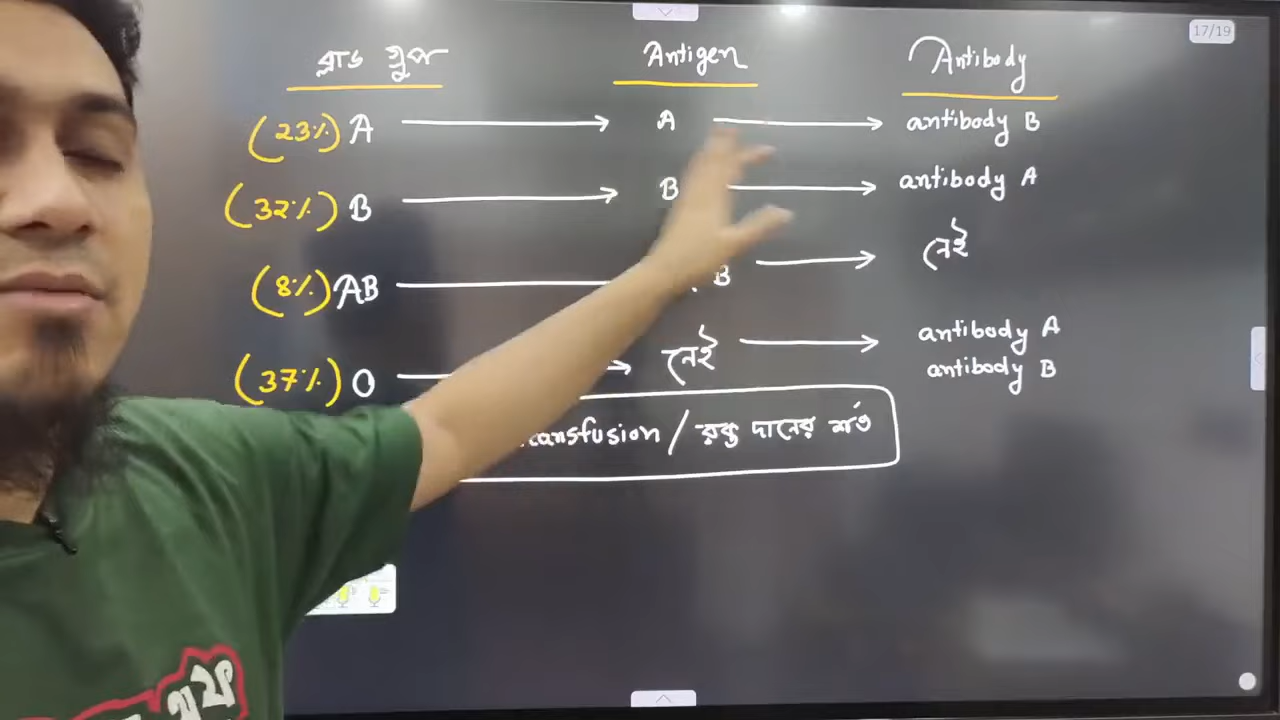 17/19
ব্লাড গ্রুপ Antigen Antibody
(23%) A → A → antibody B
(32%) B → B → antibody A
(8%) AB B → নেই
(37%) O → নেই → antibody A
antibody B
ransfusion / রক্ত দানের শর্ত